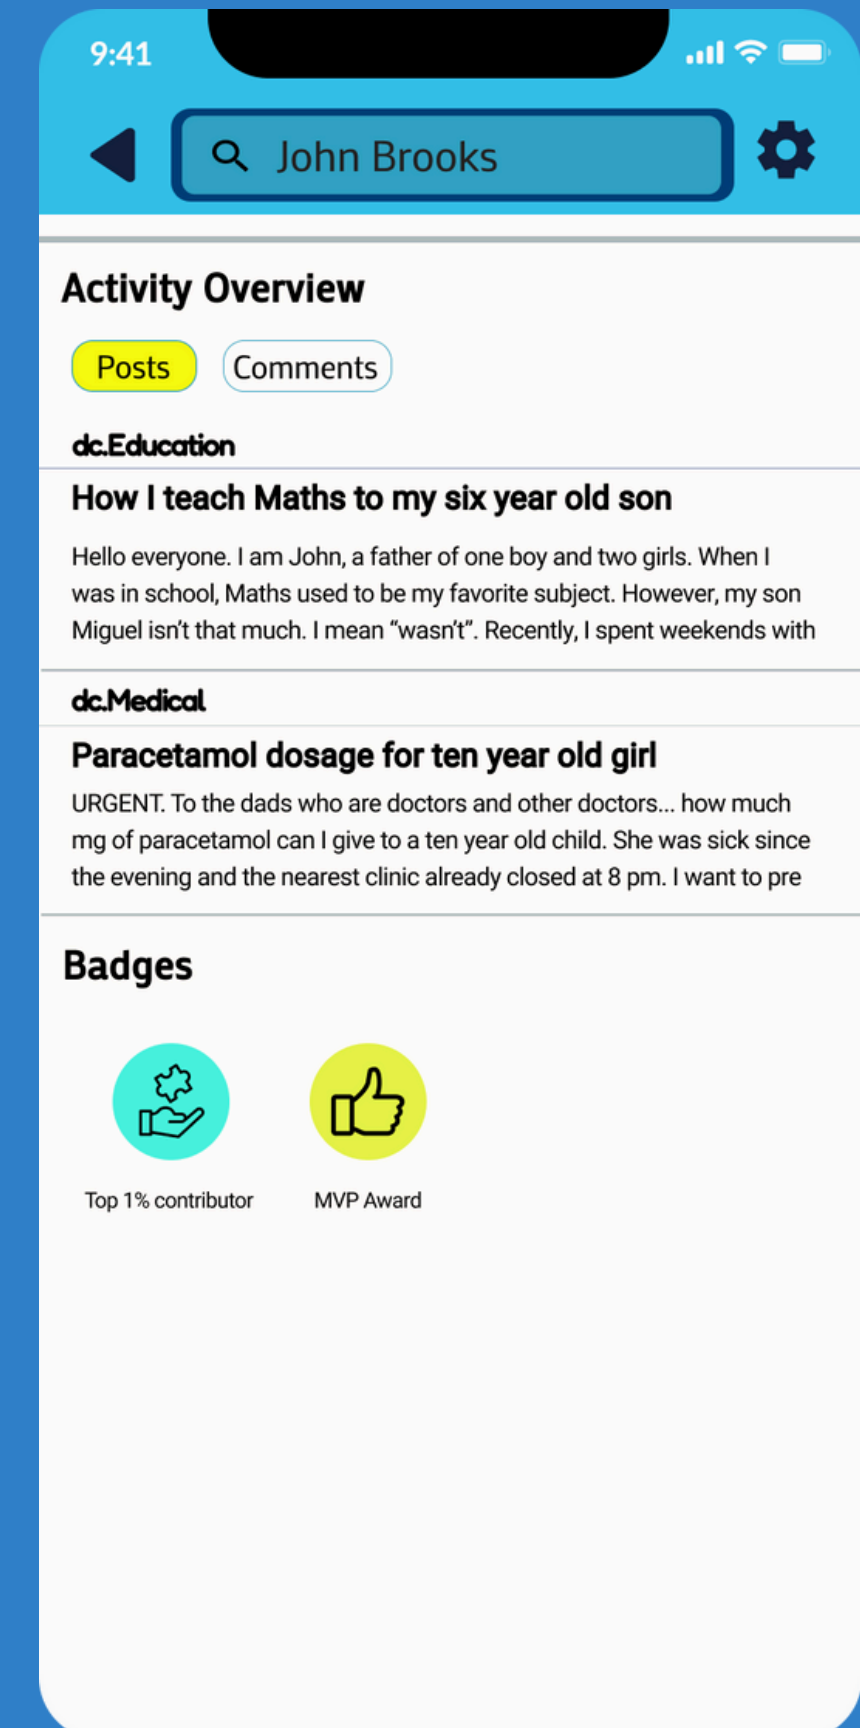 9:41
John Brooks
Activity Overview
Posts Comments
dc.Education
How I teach Maths to my six year old son
Hello everyone. I am John, a father of one boy and two girls. When I
was in school, Maths used to be my favorite subject. However, my son
Miguel isn't that much. I mean “wasn't”. Recently, I spent weekends with
dc.Medical
Paracetamol dosage for ten year old girl
URGENT. To the dads who are doctors and other doctors... how much
mg of paracetamol can I give to a ten year old child. She was sick since
the evening and the nearest clinic already closed at 8 pm. I want to pre
Badges
Top 1% contributor MVP Award